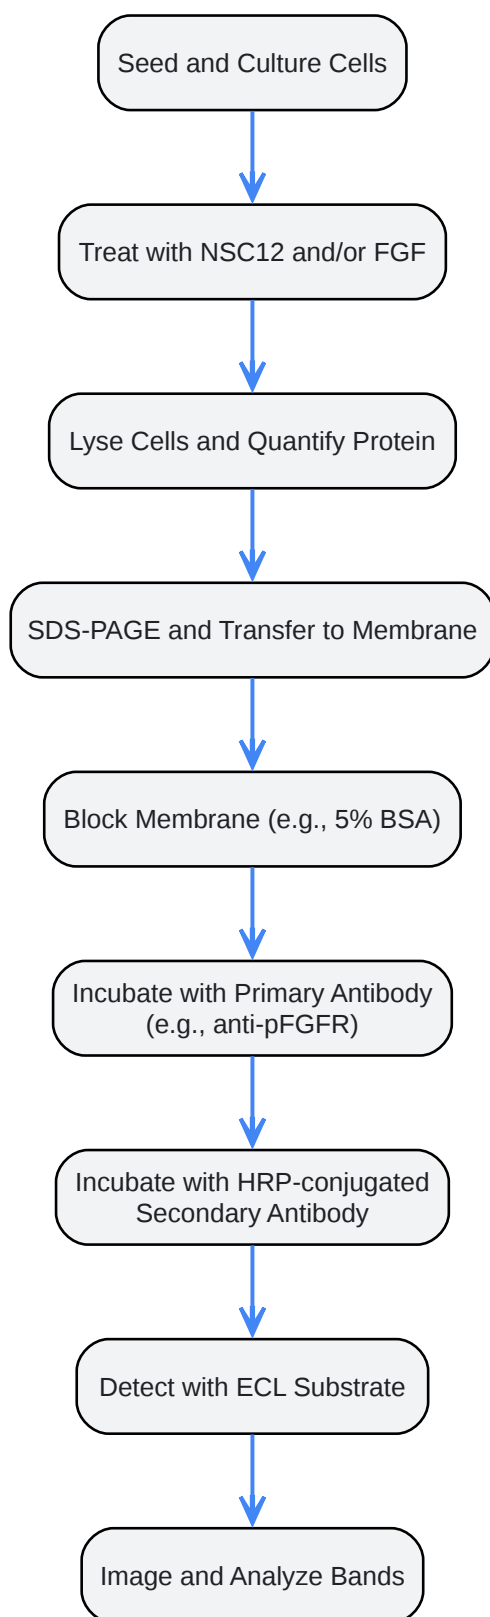 Seed and Culture Cells
Treat with NSC12 and/or FGF
Lyse Cells and Quantify Protein
SDS-PAGE and Transfer to Membrane
Block Membrane (e.g., 5% BSA)
Incubate with Primary Antibody
(e.g., anti-pFGFR)
Incubate with HRP-conjugated
Secondary Antibody
Detect with ECL Substrate
Image and Analyze Bands